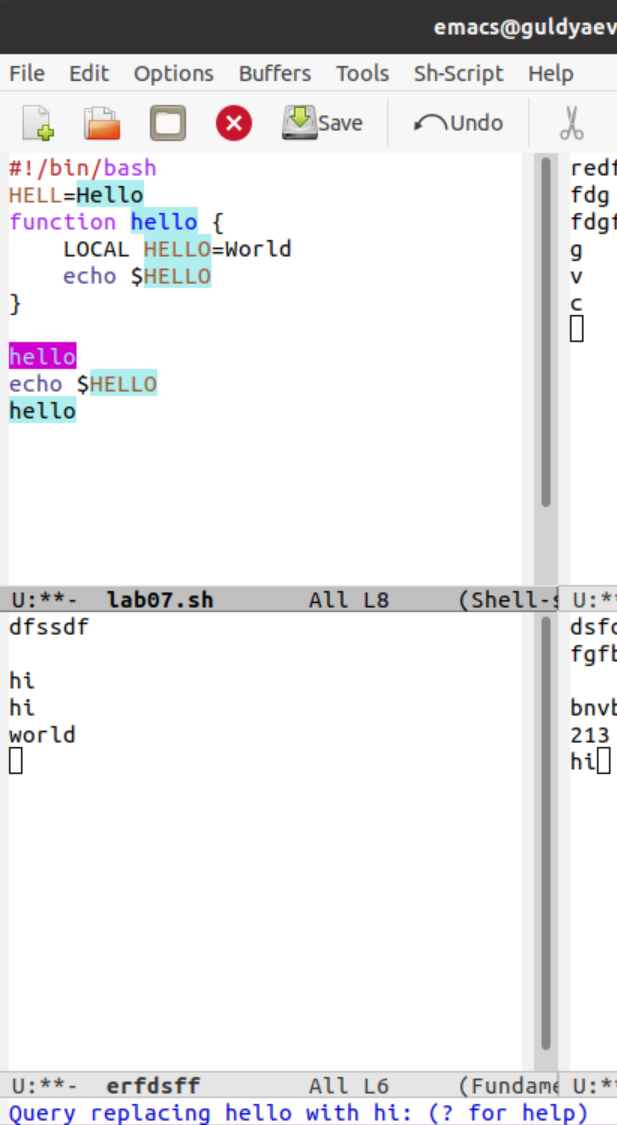 emacs@guldyaev
File Edit Options Buffers Tools Sh-Script Help
Save Undo
#!/bin/bash
HELL=Hello
function hello {
    LOCAL HELLO=World
    echo $HELLO
}
hello
echo $HELLO
hello
U:**-  lab07.sh       All L8     (Shell-s
redf
fdg
fdgf
g
v
c
U:*
dfssdf
hi
hi
world
U:**-  erfdsff        All L6     (Fundame
dsfc
fgfb
bnvb
213
hi
U:*
Query replacing hello with hi: (? for help)